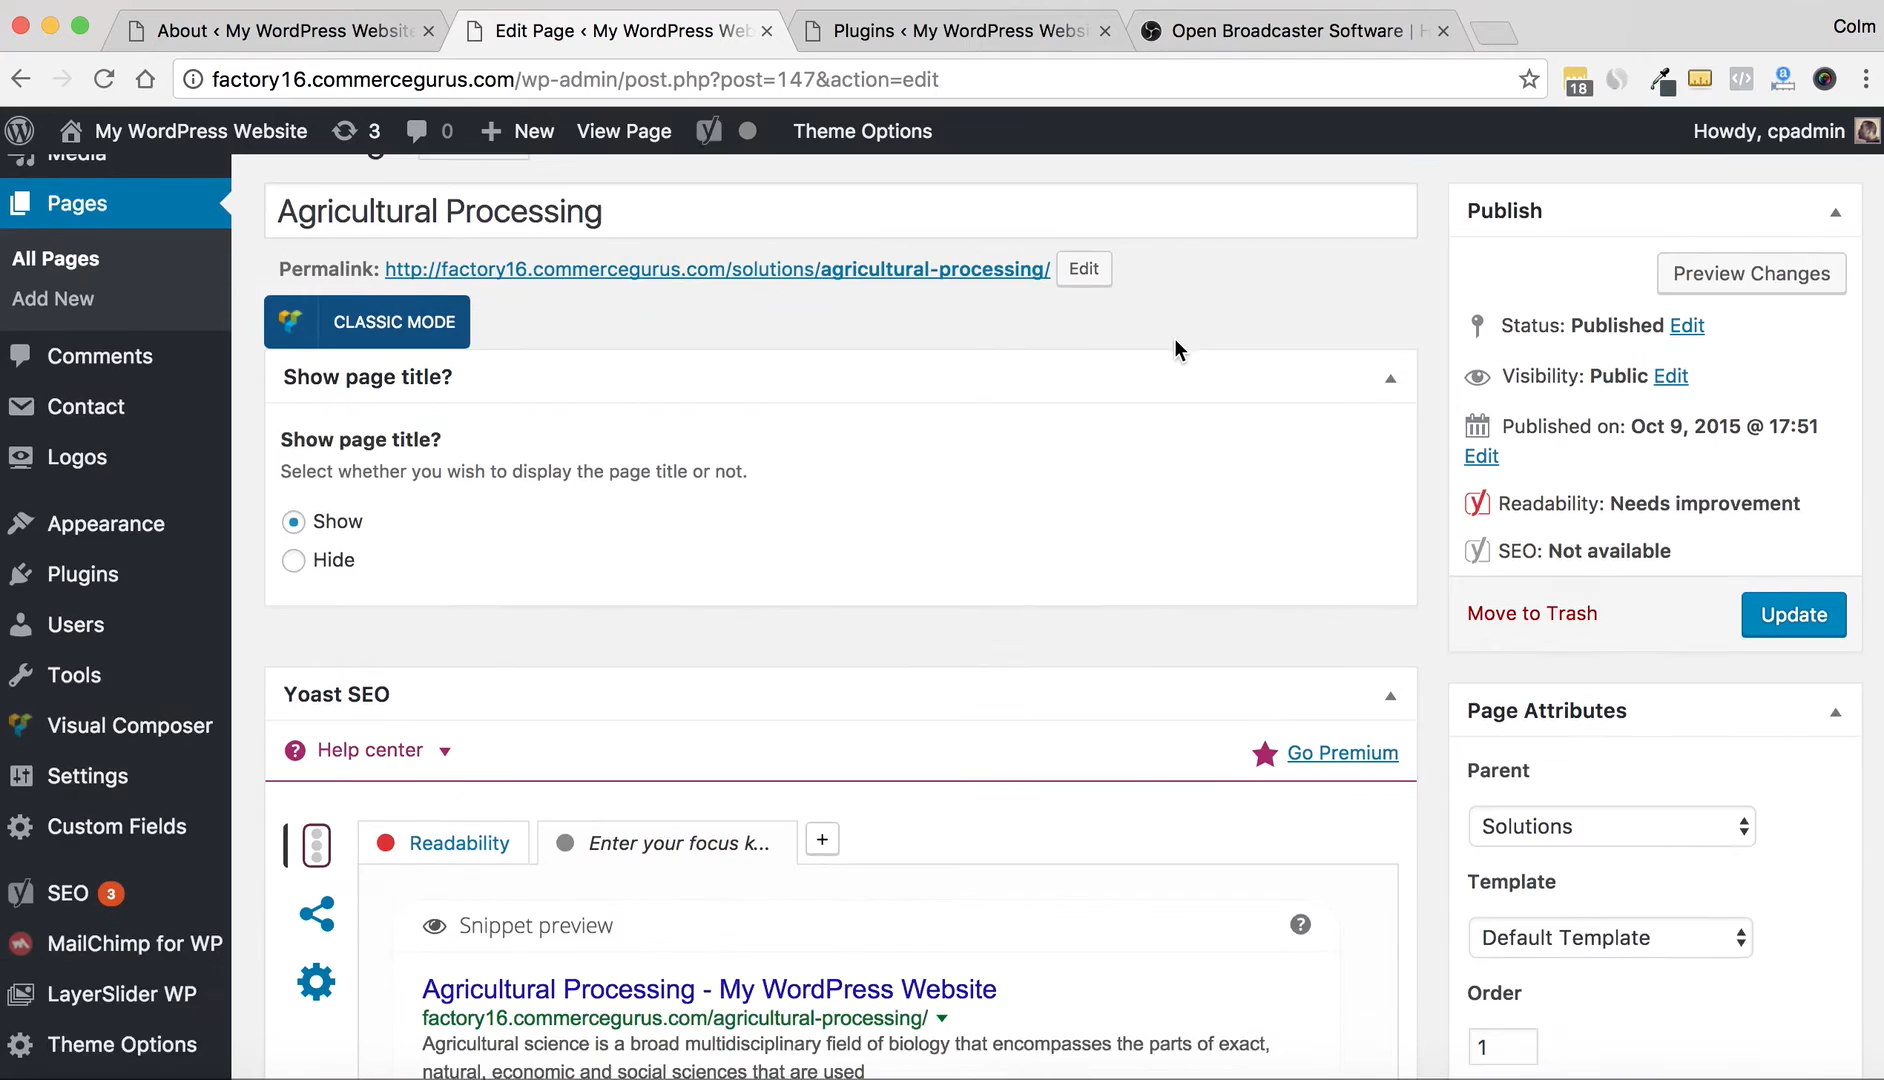 About ‹ My WordPress Website
Edit Page ‹ My WordPress Web
Plugins ‹ My WordPress Websi
Open Broadcaster Software | H
Colm
factory16.commercegurus.com/wp-admin/post.php?post=147&action=edit
18
My WordPress Website
3
0
New
View Page
Theme Options
Howdy, cpadmin
Media
Pages
All Pages
Add New
Comments
Contact
Logos
Appearance
Plugins
Users
Tools
Visual Composer
Settings
Custom Fields
SEO 3
MailChimp for WP
LayerSlider WP
Theme Options
Agricultural Processing
Permalink: http://factory16.commercegurus.com/solutions/agricultural-processing/ Edit
CLASSIC MODE
Show page title?
Show page title?
Select whether you wish to display the page title or not.
Show
Hide
Yoast SEO
Help center
Go Premium
Readability
Enter your focus k...
+
Snippet preview
Agricultural Processing - My WordPress Website
factory16.commercegurus.com/agricultural-processing/
Agricultural science is a broad multidisciplinary field of biology that encompasses the parts of exact,
natural, economic and social sciences that are used
Publish
Preview Changes
Status: Published Edit
Visibility: Public Edit
Published on: Oct 9, 2015 @ 17:51
Edit
Readability: Needs improvement
SEO: Not available
Move to Trash
Update
Page Attributes
Parent
Solutions
Template
Default Template
Order
1